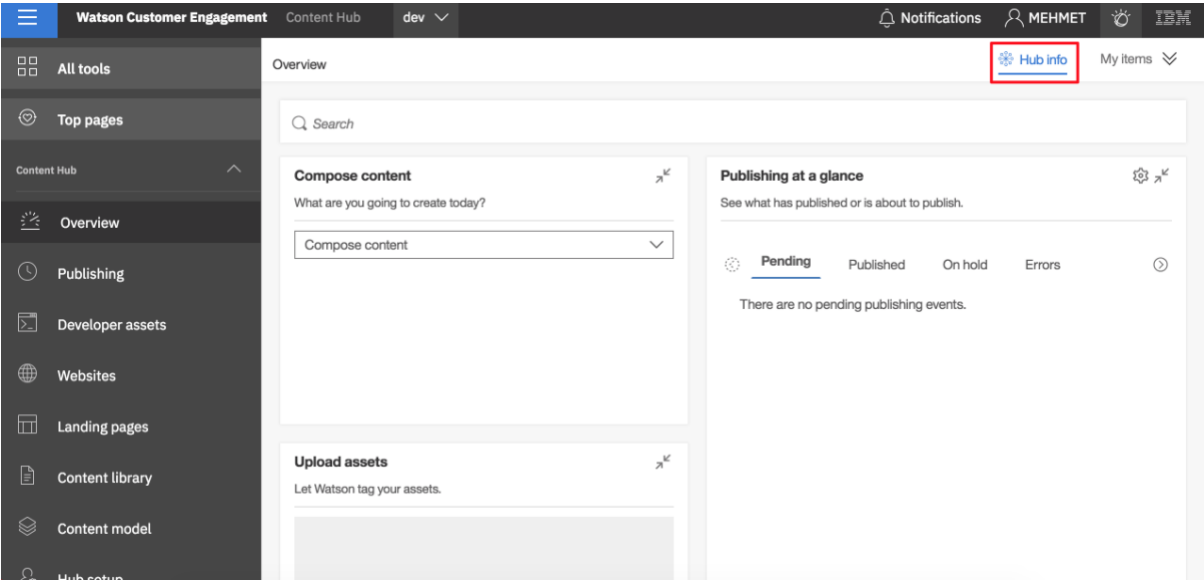 Watson Customer Engagement Content Hub dev Notifications MEHMET IBM
All tools
Top pages
Content Hub
Overview
Publishing
Developer assets
Websites
Landing pages
Content library
Content model
Hub setup
Overview Hub info My items
Search
Compose content
What are you going to create today?
Compose content
Publishing at a glance
See what has published or is about to publish.
Pending Published On hold Errors
There are no pending publishing events.
Upload assets
Let Watson tag your assets.